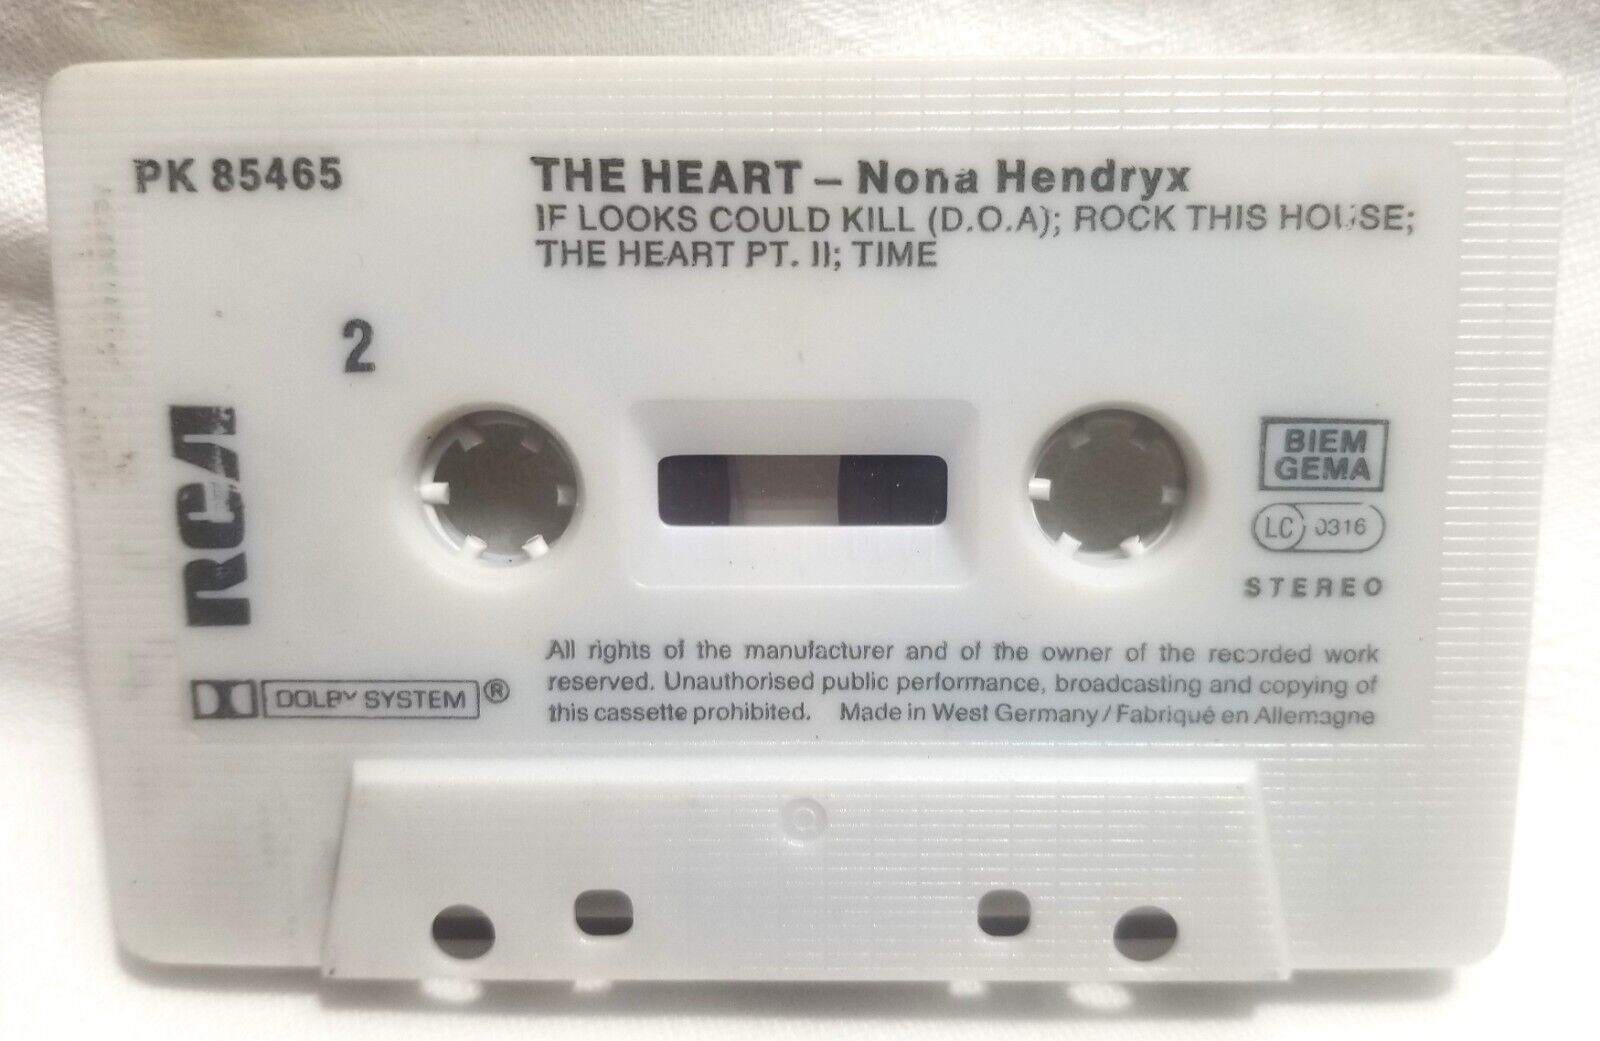 PK 85465
THE HEART – Nona Hendryx
IF LOOKS COULD KILL (D.O.A); ROCK THIS HOUSE;
THE HEART PT. II; TIME
2
RCA
BIEM
GEMA
LC 0316
STEREO
DOLBY SYSTEM ®
All rights of the manufacturer and of the owner of the recorded work
reserved. Unauthorised public performance, broadcasting and copying of
this cassette prohibited. Made in West Germany / Fabriqué en Allemagne